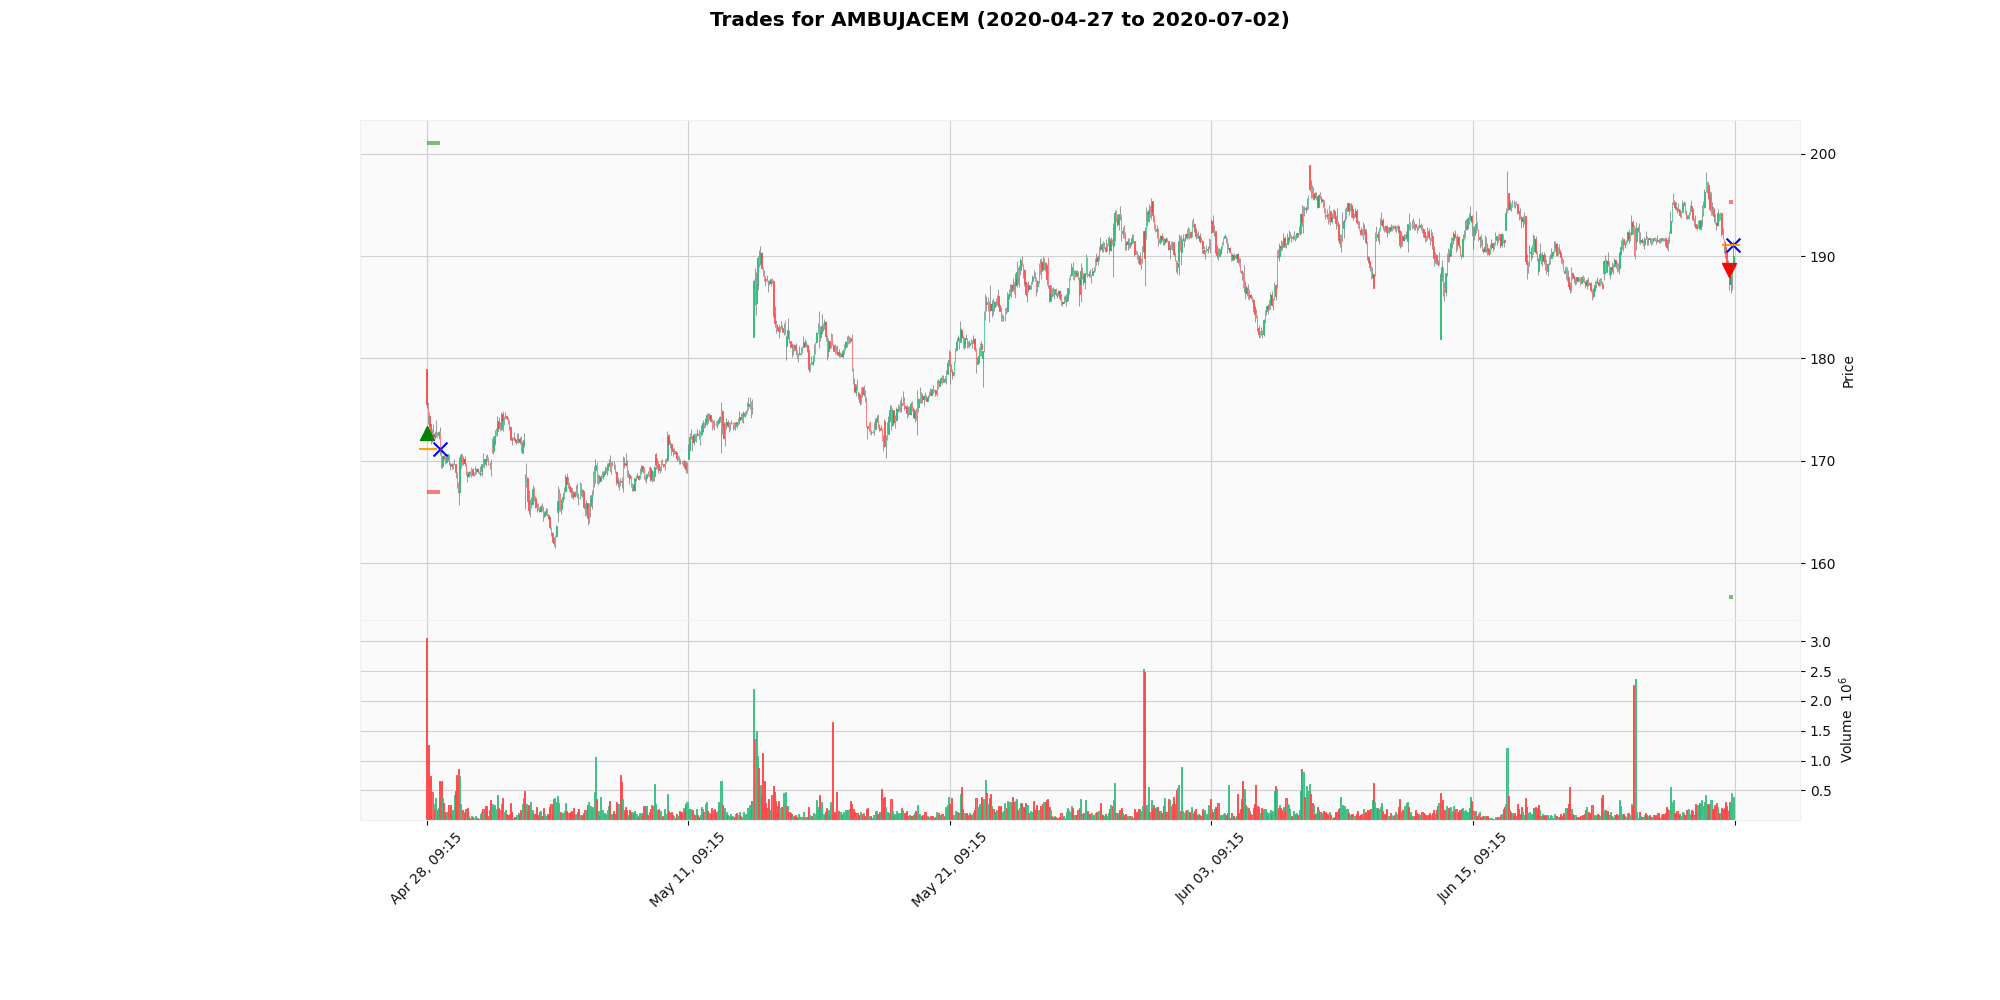 Trades for AMBUJACEM (2020-04-27 to 2020-07-02)
200
190
180
170
160
Price
3.0
2.5
2.0
1.5
1.0
0.5
Volume 10^6
Apr 28, 09:15
May 11, 09:15
May 21, 09:15
Jun 03, 09:15
Jun 15, 09:15